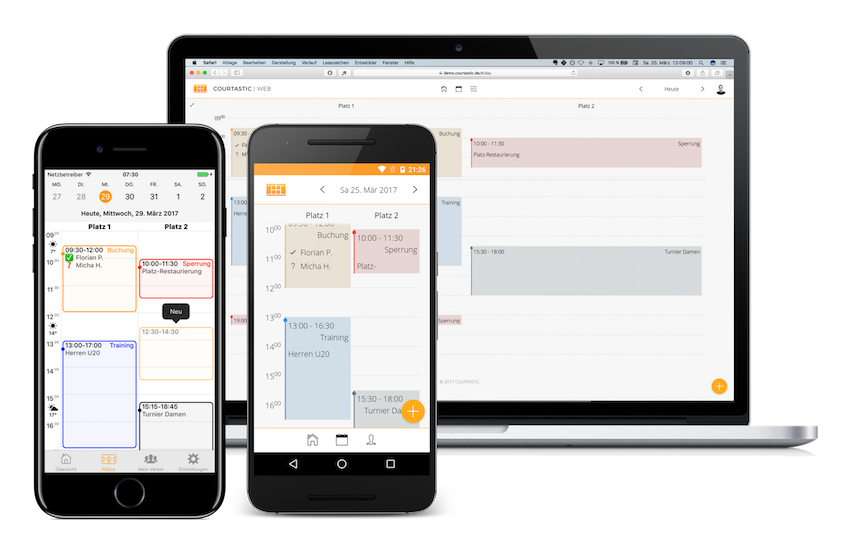 Safari Ablage Bearbeiten Darstellung Verlauf Lesezeichen Entwickler Fenster Hilfe 100 % Sa. 25. März 12:09:00
demo.courtastic.de
COURTASTIC | WEB Heute
Platz 1 Platz 2
09:00
09:30 Buchung
Florian P.
? Micha H.
10:00 - 11:30 Sperrung
Platz-Restaurierung
13:00 Training
Herren
15:30 - 18:00 Turnier Damen
19:00 Sperrung
© 2017 COURTASTIC
Netzbetreiber 07:30
MO. DI. MI. DO. FR. SA. SO.
27 28 29 30 31 1 2
Heute, Mittwoch, 29. März 2017
Platz 1 Platz 2
09:00
7°
09:30-12:00 Buchung
✓ Florian P.
? Micha H.
10:00
10:00-11:30 Sperrung
Platz-Restaurierung
11:00
12:00
Neu
14°
12:30-14:30
13:00
13:00-17:00 Training
Herren U20
14:00
15:00
17°
15:15-18:45
Turnier Damen
16:00
Übersicht Plätze Mein Verein Einstellungen
21:26
Sa 25. Mär 2017
Platz 1 Platz 2
10:00
09:30 - 12:00
Buchung
✓ Florian P.
? Micha H.
10:00 - 11:30
Sperrung
Platz-
11:00
12:00
13:00
13:00 - 16:30
Training
Herren U20
14:00
15:00
15:30 - 18:00
Turnier Da
16:00